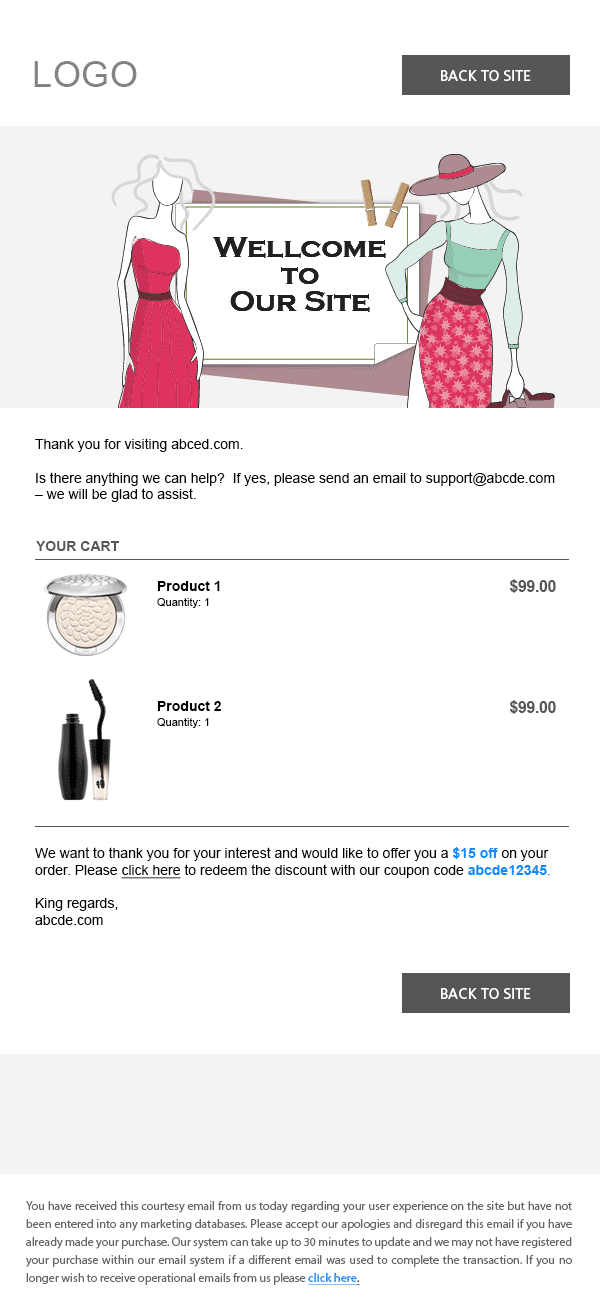 LOGO
BACK TO SITE
WELLCOME
TO
OUR SITE
Thank you for visiting abced.com.
Is there anything we can help?  If yes, please send an email to support@abcde.com
– we will be glad to assist.
YOUR CART
Product 1
$99.00
Quantity: 1
Product 2
$99.00
Quantity: 1
We want to thank you for your interest and would like to offer you a $15 off on your
order. Please click here to redeem the discount with our coupon code abcde12345.
King regards,
abcde.com
BACK TO SITE
You have received this courtesy email from us today regarding your user experience on the site but have not
been entered into any marketing databases. Please accept our apologies and disregard this email if you have
already made your purchase. Our system can take up to 30 minutes to update and we may not have registered
your purchase within our email system if a different email was used to complete the transaction. If you no
longer wish to receive operational emails from us please click here.